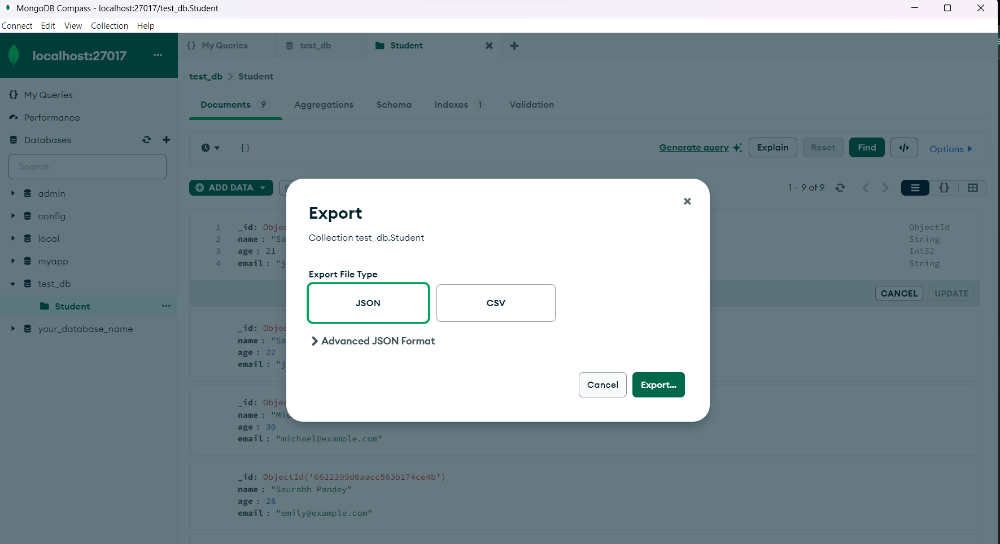 MongoDB Compass - localhost:27017/test_db.Student
Connect Edit View Collection Help
localhost:27017
My Queries
Performance
Databases
Search
admin
config
local
myapp
test_db
Student
your_database_name
{} My Queries test_db Student
test_db > Student
Documents 9 Aggregations Schema Indexes 1 Validation
{} Generate query Explain Reset Find </> Options
ADD DATA 1 – 9 of 9 {}
1 _id: Objec ObjectId
2 name : "Sa String
3 age : 21 Int32
4 email : "j String
CANCEL UPDATE
_id: Objec
name : "Sa
age : 22
email : "j
_id: Objec
name : "Mic
age : 30
email : "michael@example.com"
_id: ObjectId('6622399d0aacc563b174ce4b')
name : "Saurabh Pandey"
age : 28
email : "emily@example.com"
Export
Collection test_db.Student
Export File Type
JSON CSV
Advanced JSON Format
Cancel Export...